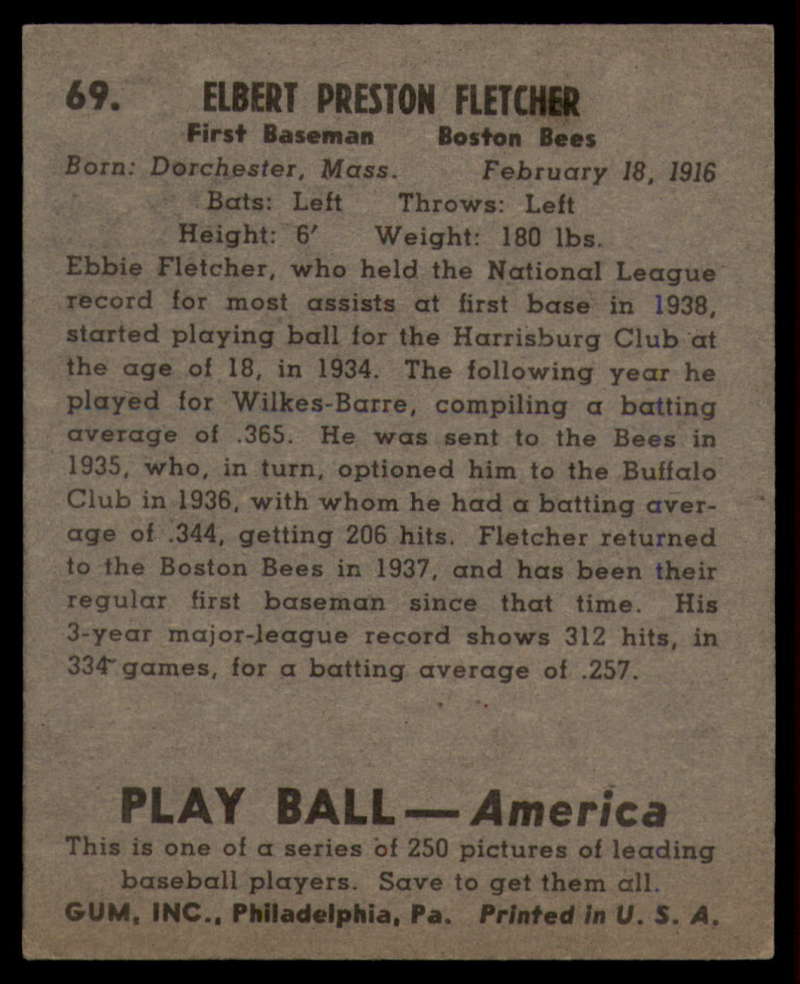 69. ELBERT PRESTON FLETCHER
First Baseman Boston Bees
Born: Dorchester, Mass. February 18, 1916
Bats: Left Throws: Left
Height: 6′ Weight: 180 lbs.
Ebbie Fletcher, who held the National League
record for most assists at first base in 1938,
started playing ball for the Harrisburg Club at
the age of 18, in 1934. The following year he
played for Wilkes-Barre, compiling a batting
average of .365. He was sent to the Bees in
1935, who, in turn, optioned him to the Buffalo
Club in 1936, with whom he had a batting aver-
age of .344, getting 206 hits. Fletcher returned
to the Boston Bees in 1937, and has been their
regular first baseman since that time. His
3-year major-league record shows 312 hits, in
334 games, for a batting average of .257.
PLAY BALL—America
This is one of a series of 250 pictures of leading
baseball players. Save to get them all.
GUM, INC., Philadelphia, Pa. Printed in U. S. A.